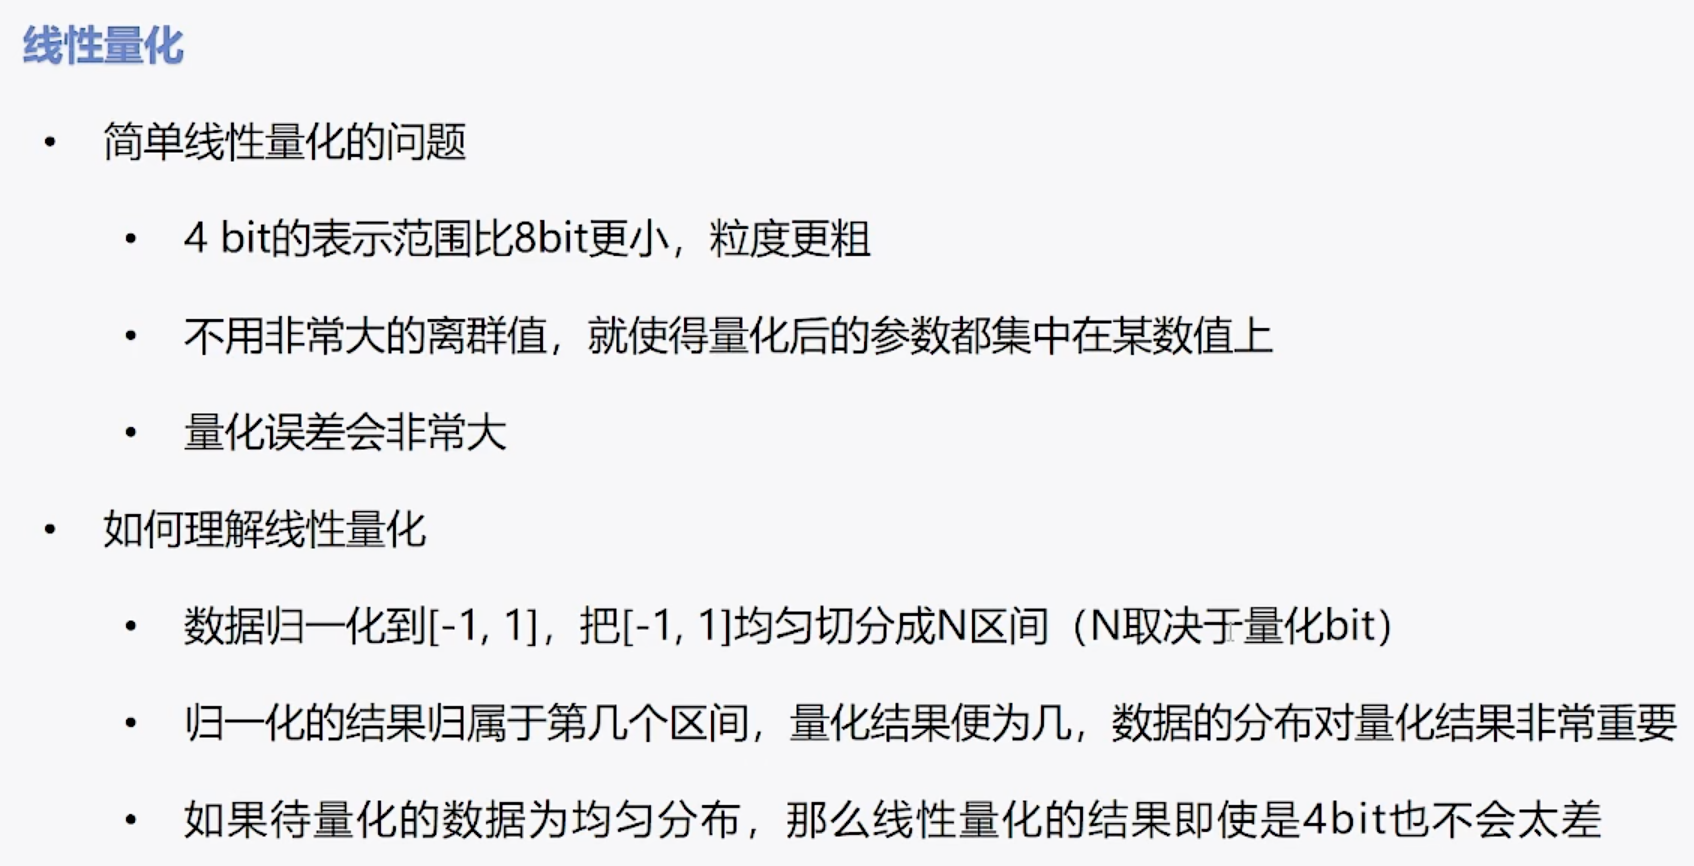 线性量化
• 简单线性量化的问题
• 4 bit的表示范围比8bit更小，粒度更粗
• 不用非常大的离群值，就使得量化后的参数都集中在某数值上
• 量化误差会非常大
• 如何理解线性量化
• 数据归一化到[-1, 1]，把[-1, 1]均匀切分成N区间（N取决于量化bit）
• 归一化的结果归属于第几个区间，量化结果便为几，数据的分布对量化结果非常重要
• 如果待量化的数据为均匀分布，那么线性量化的结果即使是4bit也不会太差